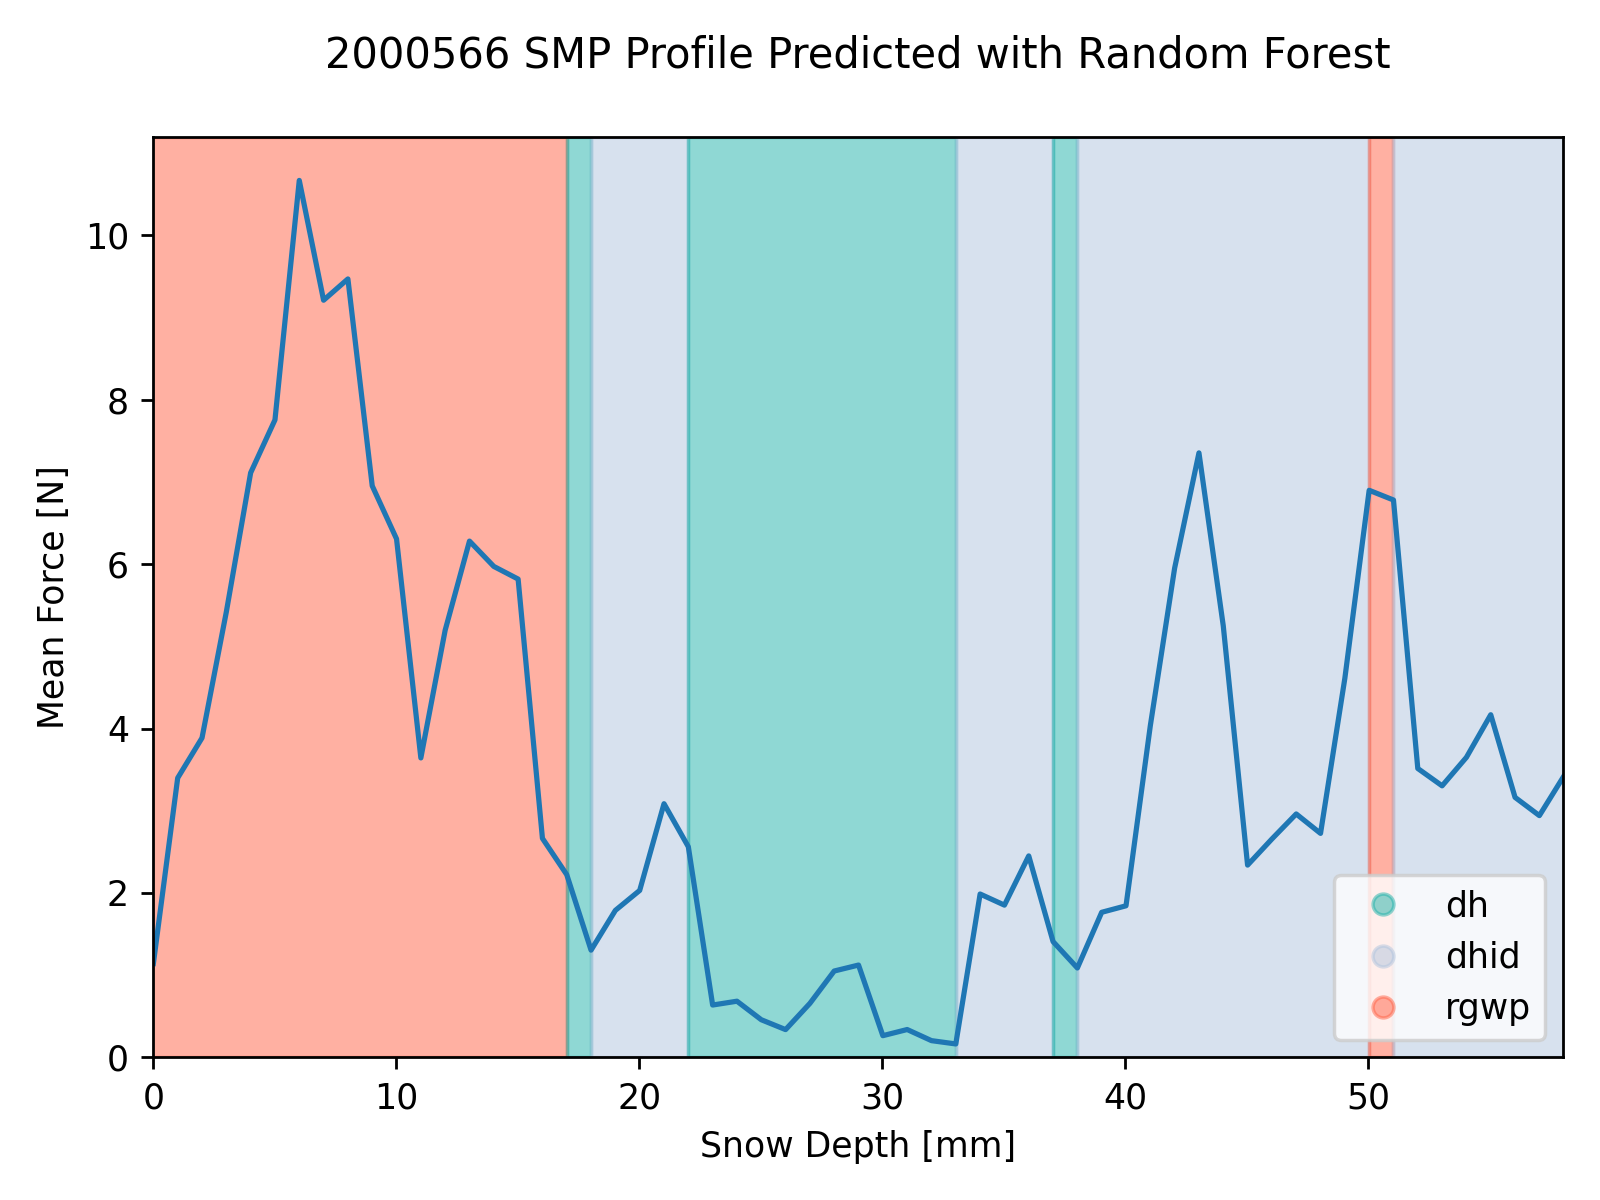 2000566 SMP Profile Predicted with Random Forest
Mean Force [N]
10
8
6
4
2
0
0 10 20 30 40 50
Snow Depth [mm]
dh
dhid
rgwp